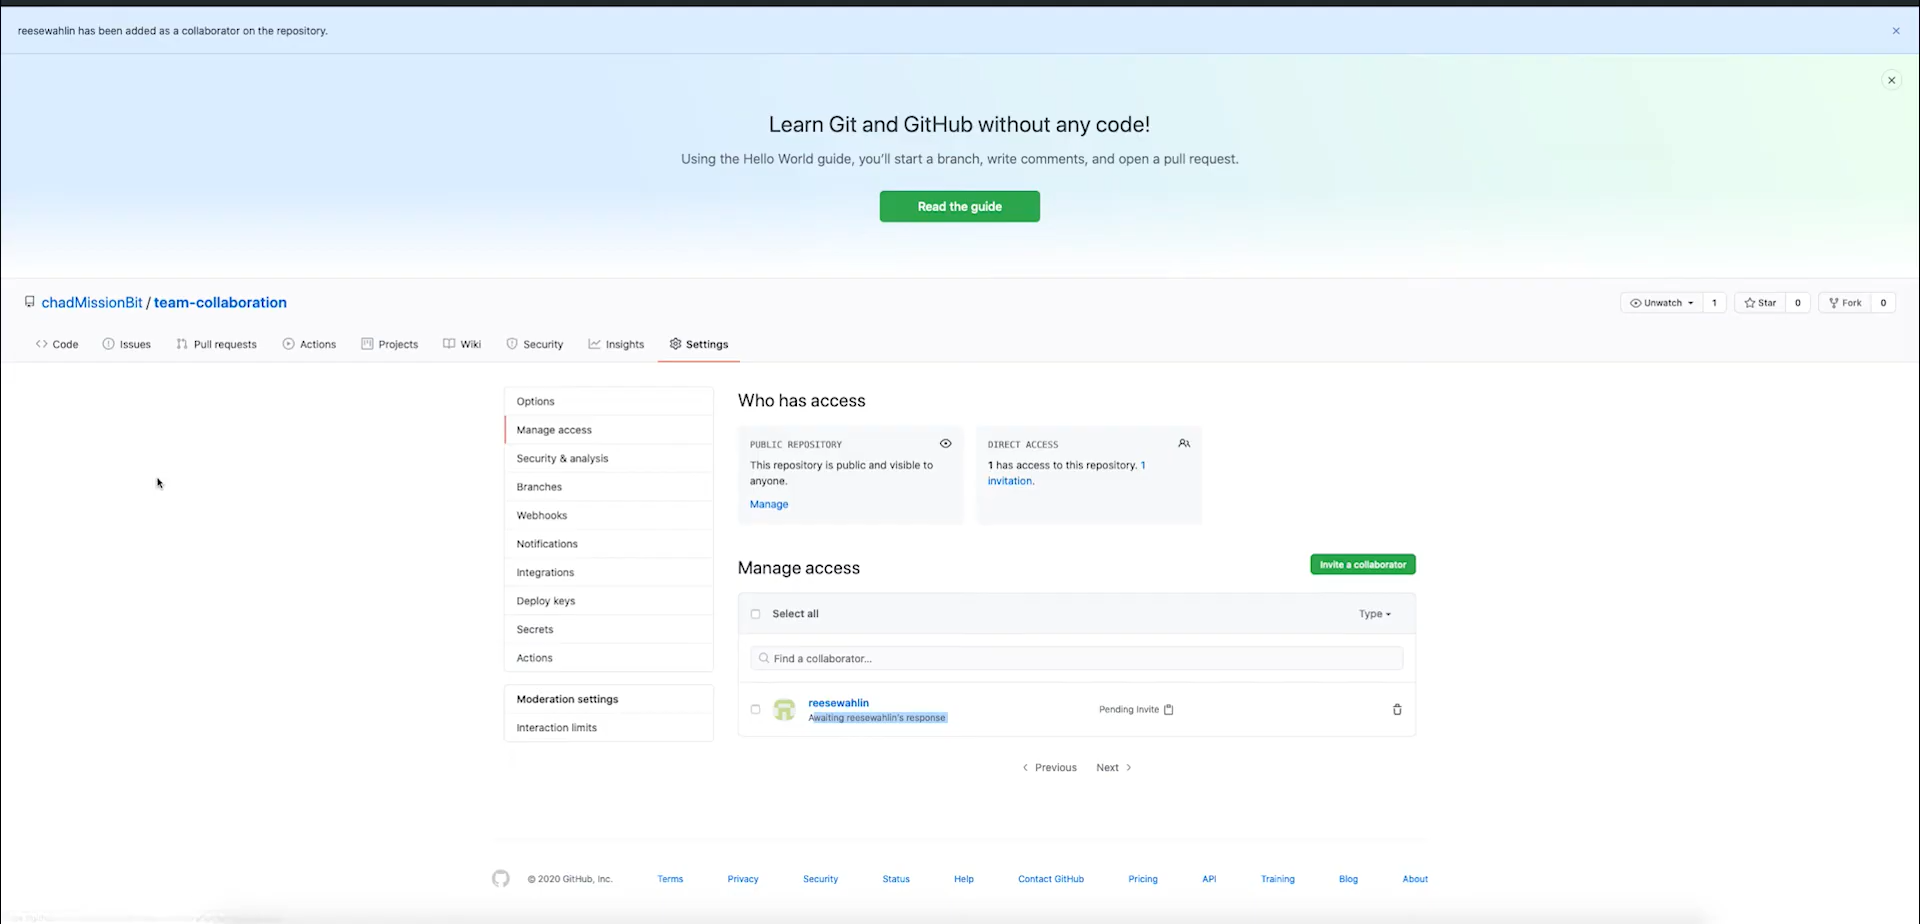 reesewahlin has been added as a collaborator on the repository.
Learn Git and GitHub without any code!
Using the Hello World guide, you'll start a branch, write comments, and open a pull request.
Read the guide
chadMissionBit / team-collaboration
Unwatch 1 Star 0 Fork 0
Code Issues Pull requests Actions Projects Wiki Security Insights Settings
Options
Manage access
Security & analysis
Branches
Webhooks
Notifications
Integrations
Deploy keys
Secrets
Actions
Moderation settings
Interaction limits
Who has access
PUBLIC REPOSITORY
This repository is public and visible to
anyone.
Manage
DIRECT ACCESS
1 has access to this repository. 1
invitation.
Manage access
Invite a collaborator
Select all
Type
Find a collaborator...
reesewahlin
Awaiting reesewahlin's response
Pending Invite
Previous Next
© 2020 GitHub, Inc. Terms Privacy Security Status Help Contact GitHub Pricing API Training Blog About